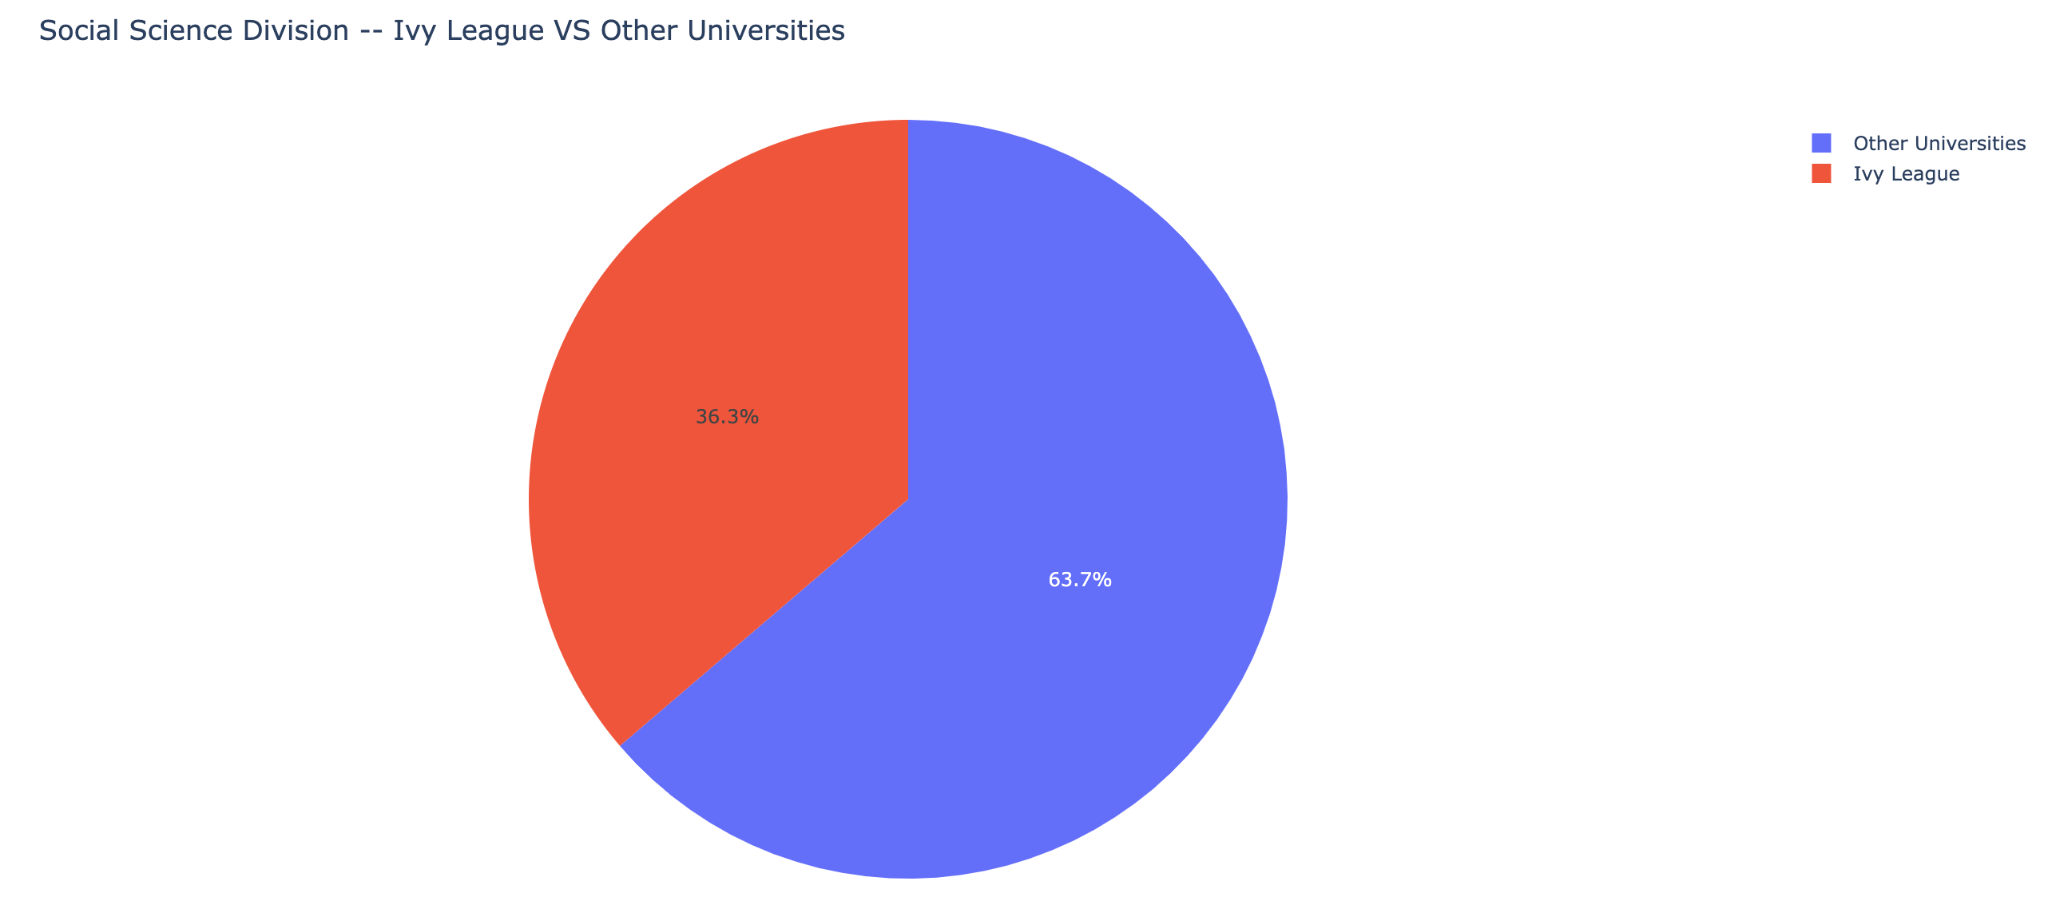 Social Science Division -- Ivy League VS Other Universities
Other Universities
Ivy League
36.3%
63.7%